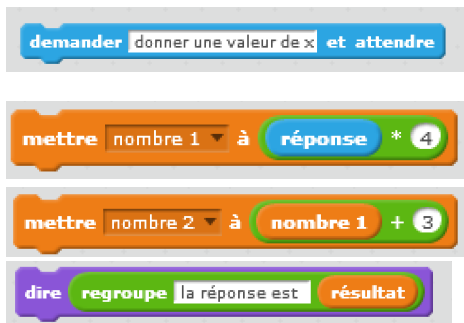 demander donner une valeur de x et attendre
mettre nombre 1 à réponse * 4
mettre nombre 2 à nombre 1 + 3
dire regroupe la réponse est résultat